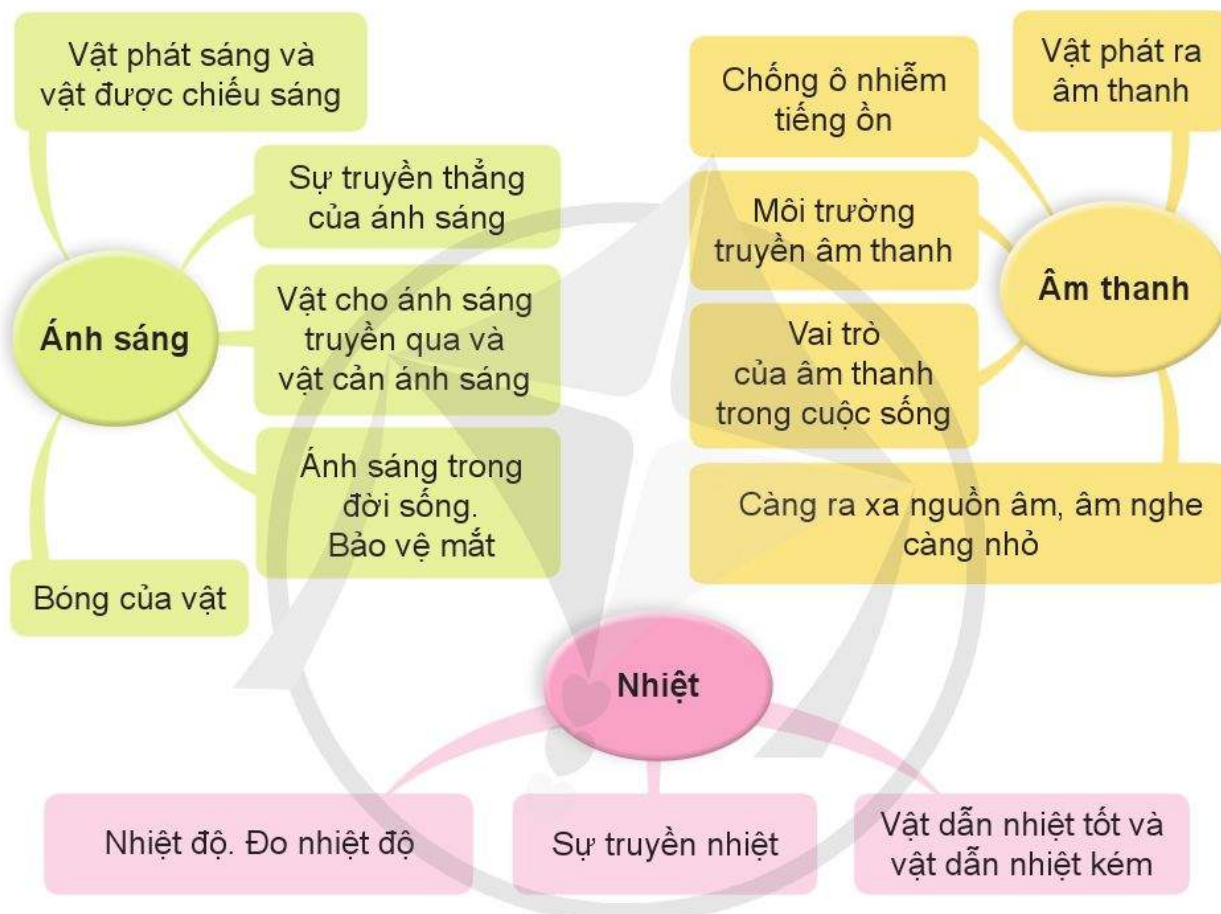 Vật phát sáng và
vật được chiếu sáng
Sự truyền thẳng
của ánh sáng
Ánh sáng
Vật cho ánh sáng
truyền qua và
vật cản ánh sáng
Ánh sáng trong
đời sống.
Bảo vệ mắt
Bóng của vật
Chống ô nhiễm
tiếng ồn
Vật phát ra
âm thanh
Môi trường
truyền âm thanh
Âm thanh
Vai trò
của âm thanh
trong cuộc sống
Càng ra xa nguồn âm, âm nghe
càng nhỏ
Nhiệt
Nhiệt độ. Đo nhiệt độ
Sự truyền nhiệt
Vật dẫn nhiệt tốt và
vật dẫn nhiệt kém